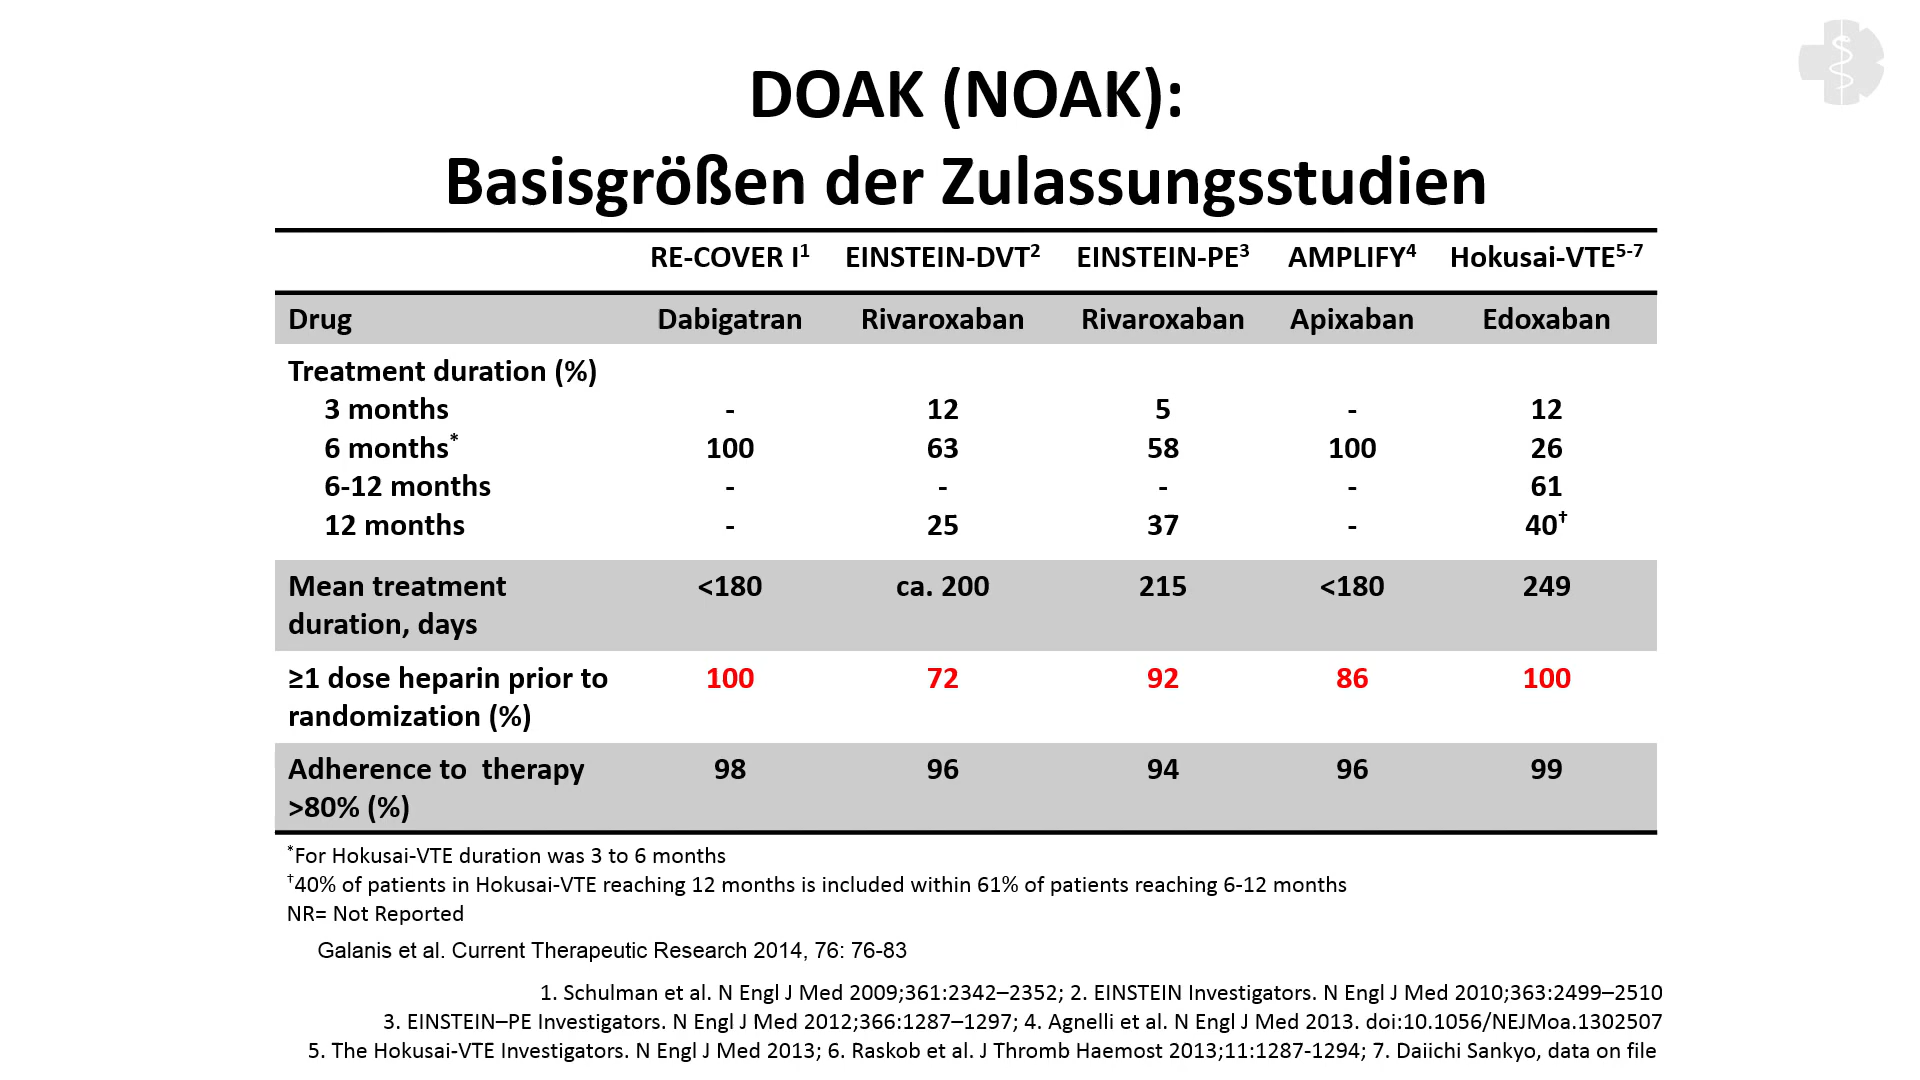 DOAK (NOAK):
Basisgrößen der Zulassungsstudien
RE-COVER I¹ EINSTEIN-DVT² EINSTEIN-PE³ AMPLIFY⁴ Hokusai-VTE⁵⁻⁷
Drug Dabigatran Rivaroxaban Rivaroxaban Apixaban Edoxaban
Treatment duration (%)
3 months - 12 5 - 12
6 months* 100 63 58 100 26
6-12 months - - - - 61
12 months - 25 37 - 40†
Mean treatment <180 ca. 200 215 <180 249
duration, days
≥1 dose heparin prior to 100 72 92 86 100
randomization (%)
Adherence to therapy 98 96 94 96 99
>80% (%)
*For Hokusai-VTE duration was 3 to 6 months
†40% of patients in Hokusai-VTE reaching 12 months is included within 61% of patients reaching 6-12 months
NR= Not Reported
Galanis et al. Current Therapeutic Research 2014, 76: 76-83
1. Schulman et al. N Engl J Med 2009;361:2342–2352; 2. EINSTEIN Investigators. N Engl J Med 2010;363:2499–2510
3. EINSTEIN–PE Investigators. N Engl J Med 2012;366:1287–1297; 4. Agnelli et al. N Engl J Med 2013. doi:10.1056/NEJMoa.1302507
5. The Hokusai-VTE Investigators. N Engl J Med 2013; 6. Raskob et al. J Thromb Haemost 2013;11:1287-1294; 7. Daiichi Sankyo, data on file